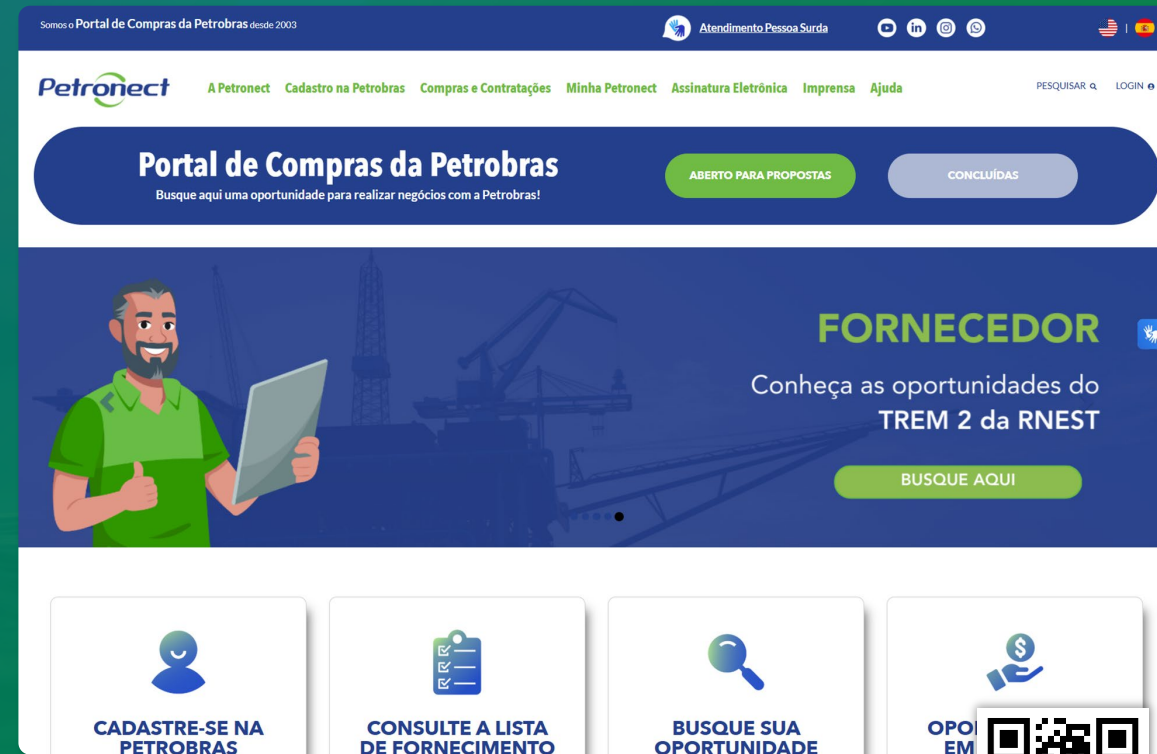 Somos o Portal de Compras da Petrobras desde 2003
Atendimento Pessoa Surda
Petronect
A Petronect Cadastro na Petrobras Compras e Contratações Minha Petronect Assinatura Eletrônica Imprensa Ajuda
PESQUISAR LOGIN
Portal de Compras da Petrobras
Busque aqui uma oportunidade para realizar negócios com a Petrobras!
ABERTO PARA PROPOSTAS
CONCLUÍDAS
FORNECEDOR
Conheça as oportunidades do
TREM 2 da RNEST
BUSQUE AQUI
CADASTRE-SE NA
PETROBRAS
CONSULTE A LISTA
DE FORNECIMENTO
BUSQUE SUA
OPORTUNIDADE
EM